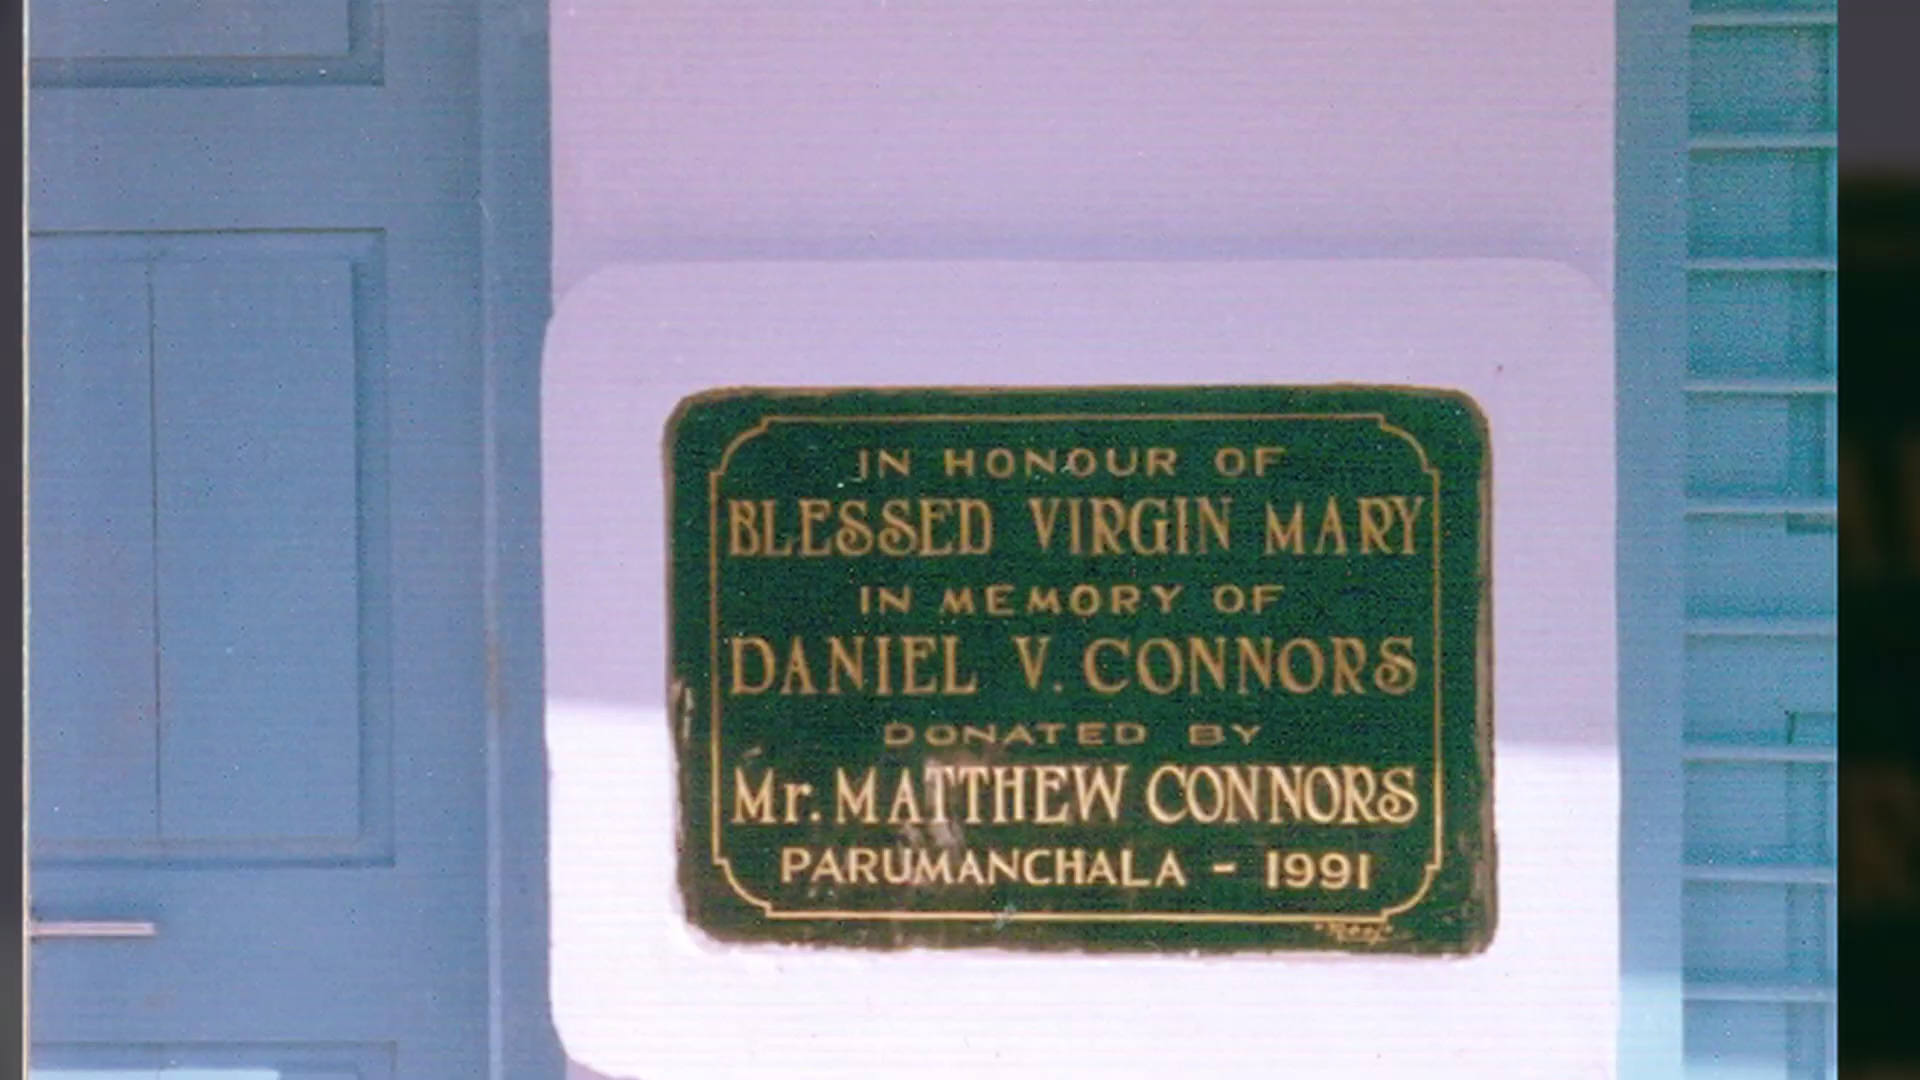 IN HONOUR OF
BLESSED VIRGIN MARY
IN MEMORY OF
DANIEL V. CONNORS
DONATED BY
Mr. MATTHEW CONNORS
PARUMANCHALA - 1991